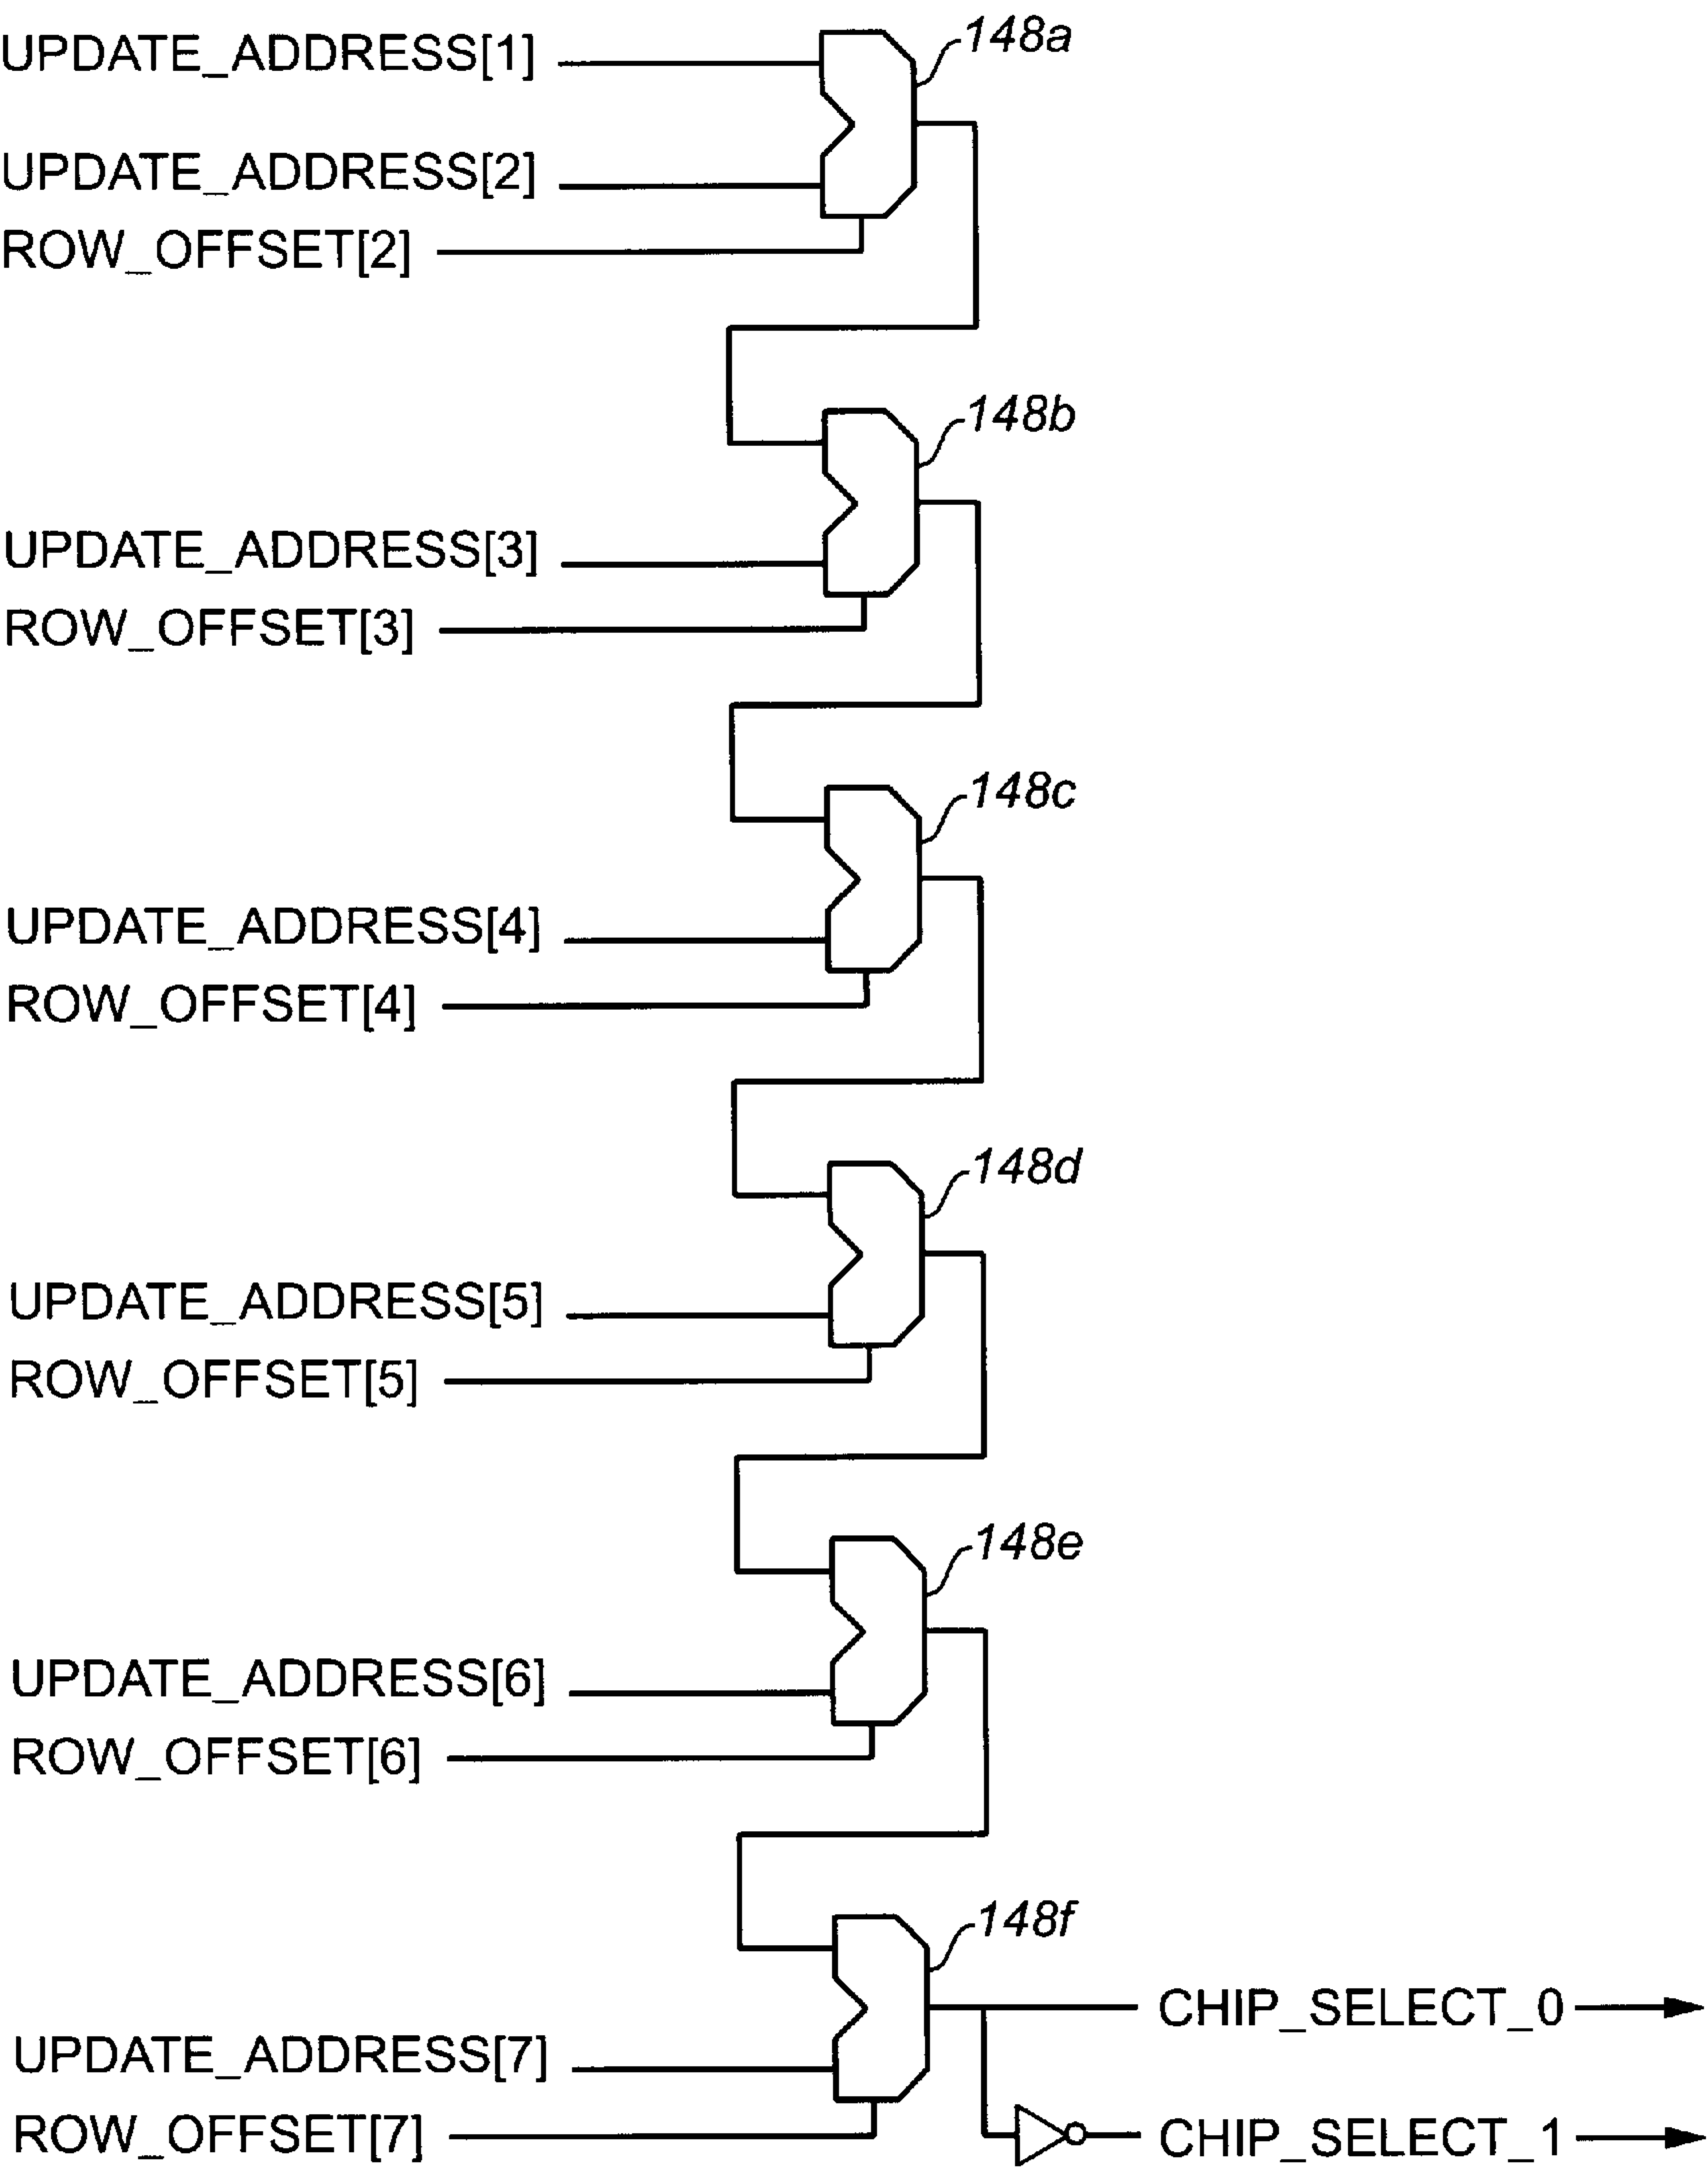 UPDATE_ADDRESS[1]
148a
UPDATE_ADDRESS[2]
ROW_OFFSET[2]
148b
UPDATE_ADDRESS[3]
ROW_OFFSET[3]
148c
UPDATE_ADDRESS[4]
ROW_OFFSET[4]
148d
UPDATE_ADDRESS[5]
ROW_OFFSET[5]
148e
UPDATE_ADDRESS[6]
ROW_OFFSET[6]
148f
CHIP_SELECT_0
UPDATE_ADDRESS[7]
ROW_OFFSET[7]
CHIP_SELECT_1